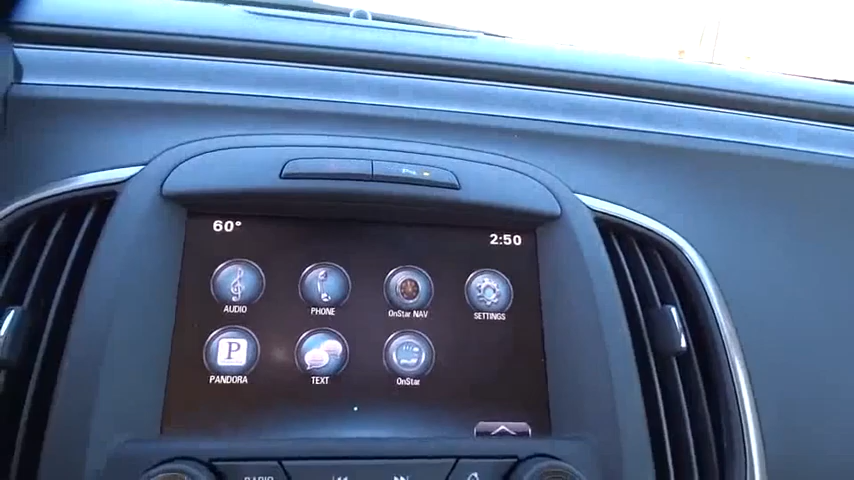 60°
2:50
AUDIO
PHONE
OnStar NAV
SETTINGS
P
PANDORA
TEXT
OnStar
RADIO